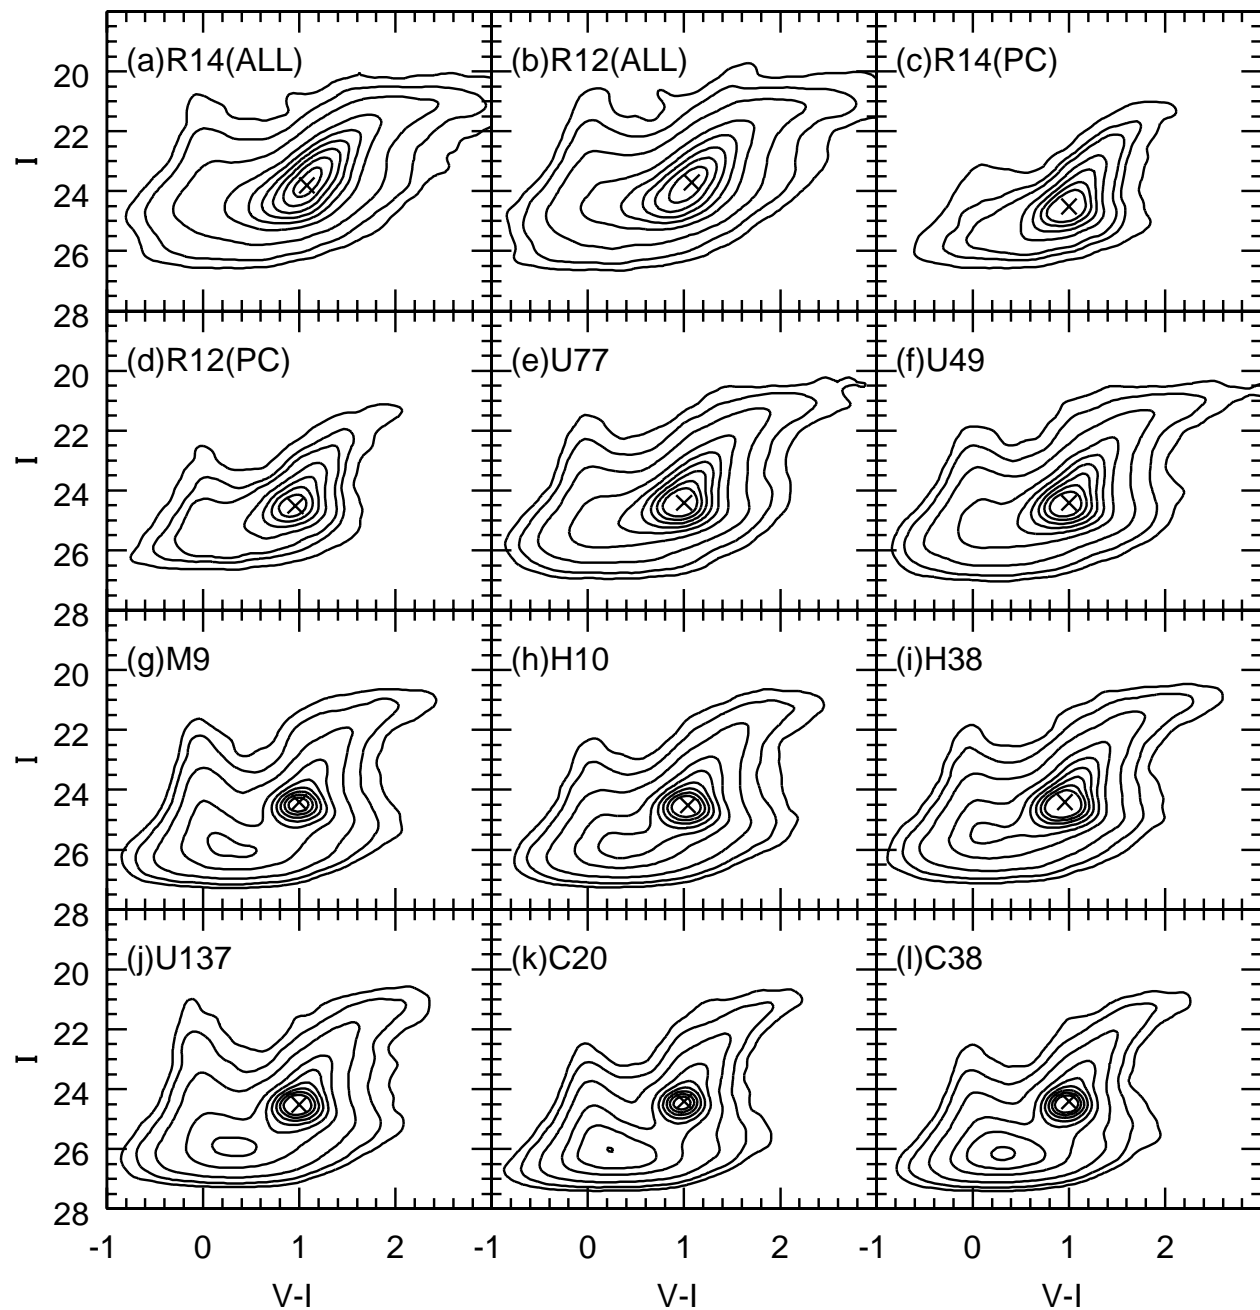 (a)R14(ALL)
(b)R12(ALL)
(c)R14(PC)
20
22
I
24
26
28
(d)R12(PC)
(e)U77
(f)U49
20
22
I
24
26
28
(g)M9
(h)H10
(i)H38
20
22
I
24
26
28
(j)U137
(k)C20
(l)C38
20
22
I
24
26
28
-1 0 1 2 -1 0 1 2 -1 0 1 2
V-I V-I V-I